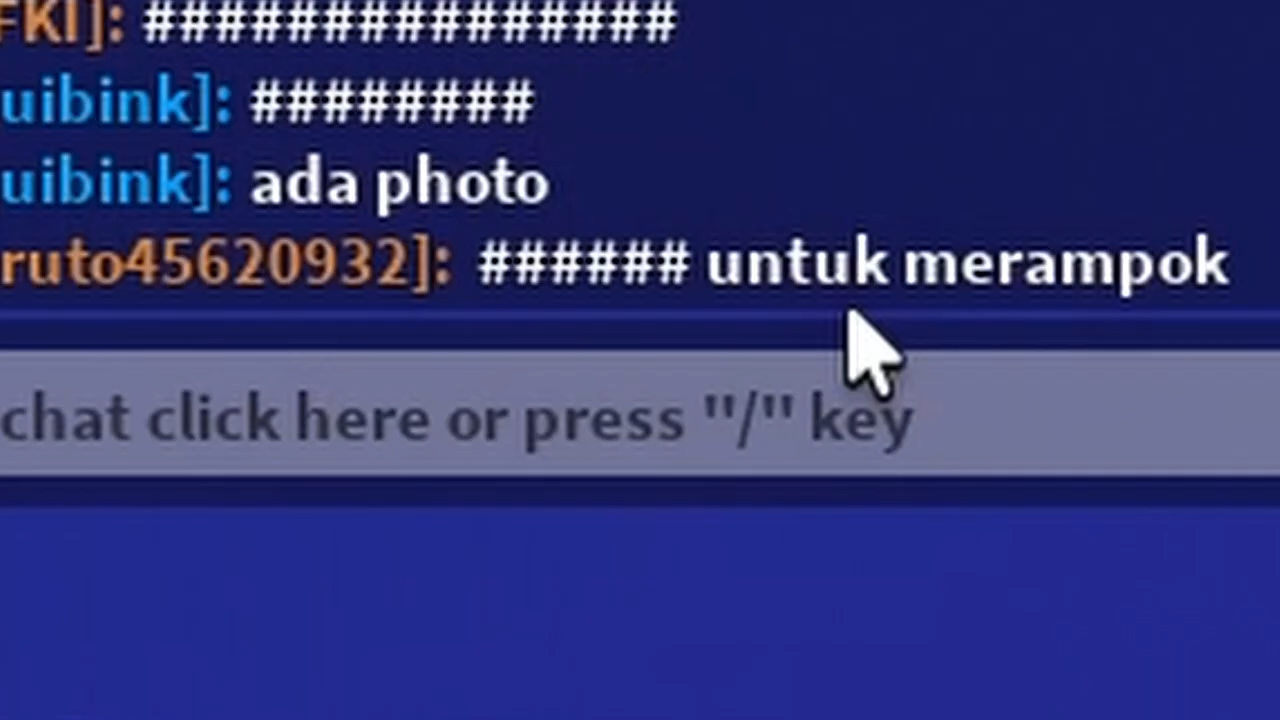 FKI]: ###############
uibink]: ########
uibink]: ada photo
ruto45620932]: ###### untuk merampok
chat click here or press "/" key